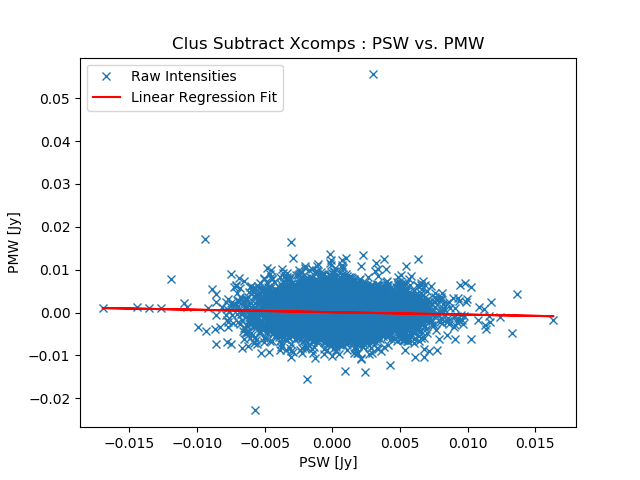 Clus Subtract Xcomps : PSW vs. PMW
Raw Intensities
Linear Regression Fit
PMW [Jy]
0.05
0.04
0.03
0.02
0.01
0.00
−0.01
−0.02
−0.015 −0.010 −0.005 0.000 0.005 0.010 0.015
PSW [Jy]